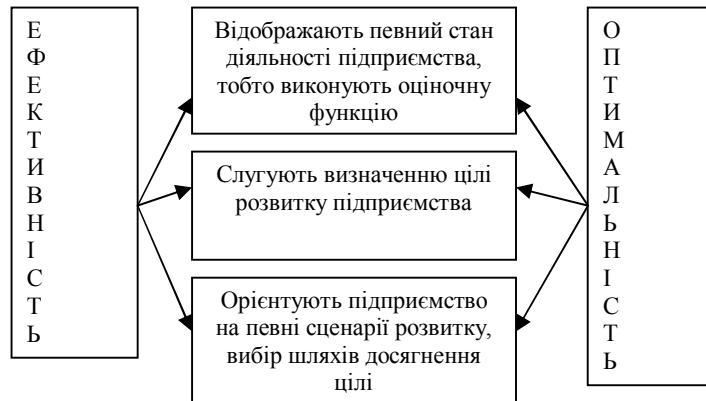 Е
Ф
Е
К
Т
И
В
Н
І
С
Т
Ь
Відображають певний стан
діяльності підприємства,
тобто виконують оціночну
функцію
Слугують визначенню цілі
розвитку підприємства
Орієнтують підприємство
на певні сценарії розвитку,
вибір шляхів досягнення
цілі
О
П
Т
И
М
А
Л
Ь
Н
І
С
Т
Ь